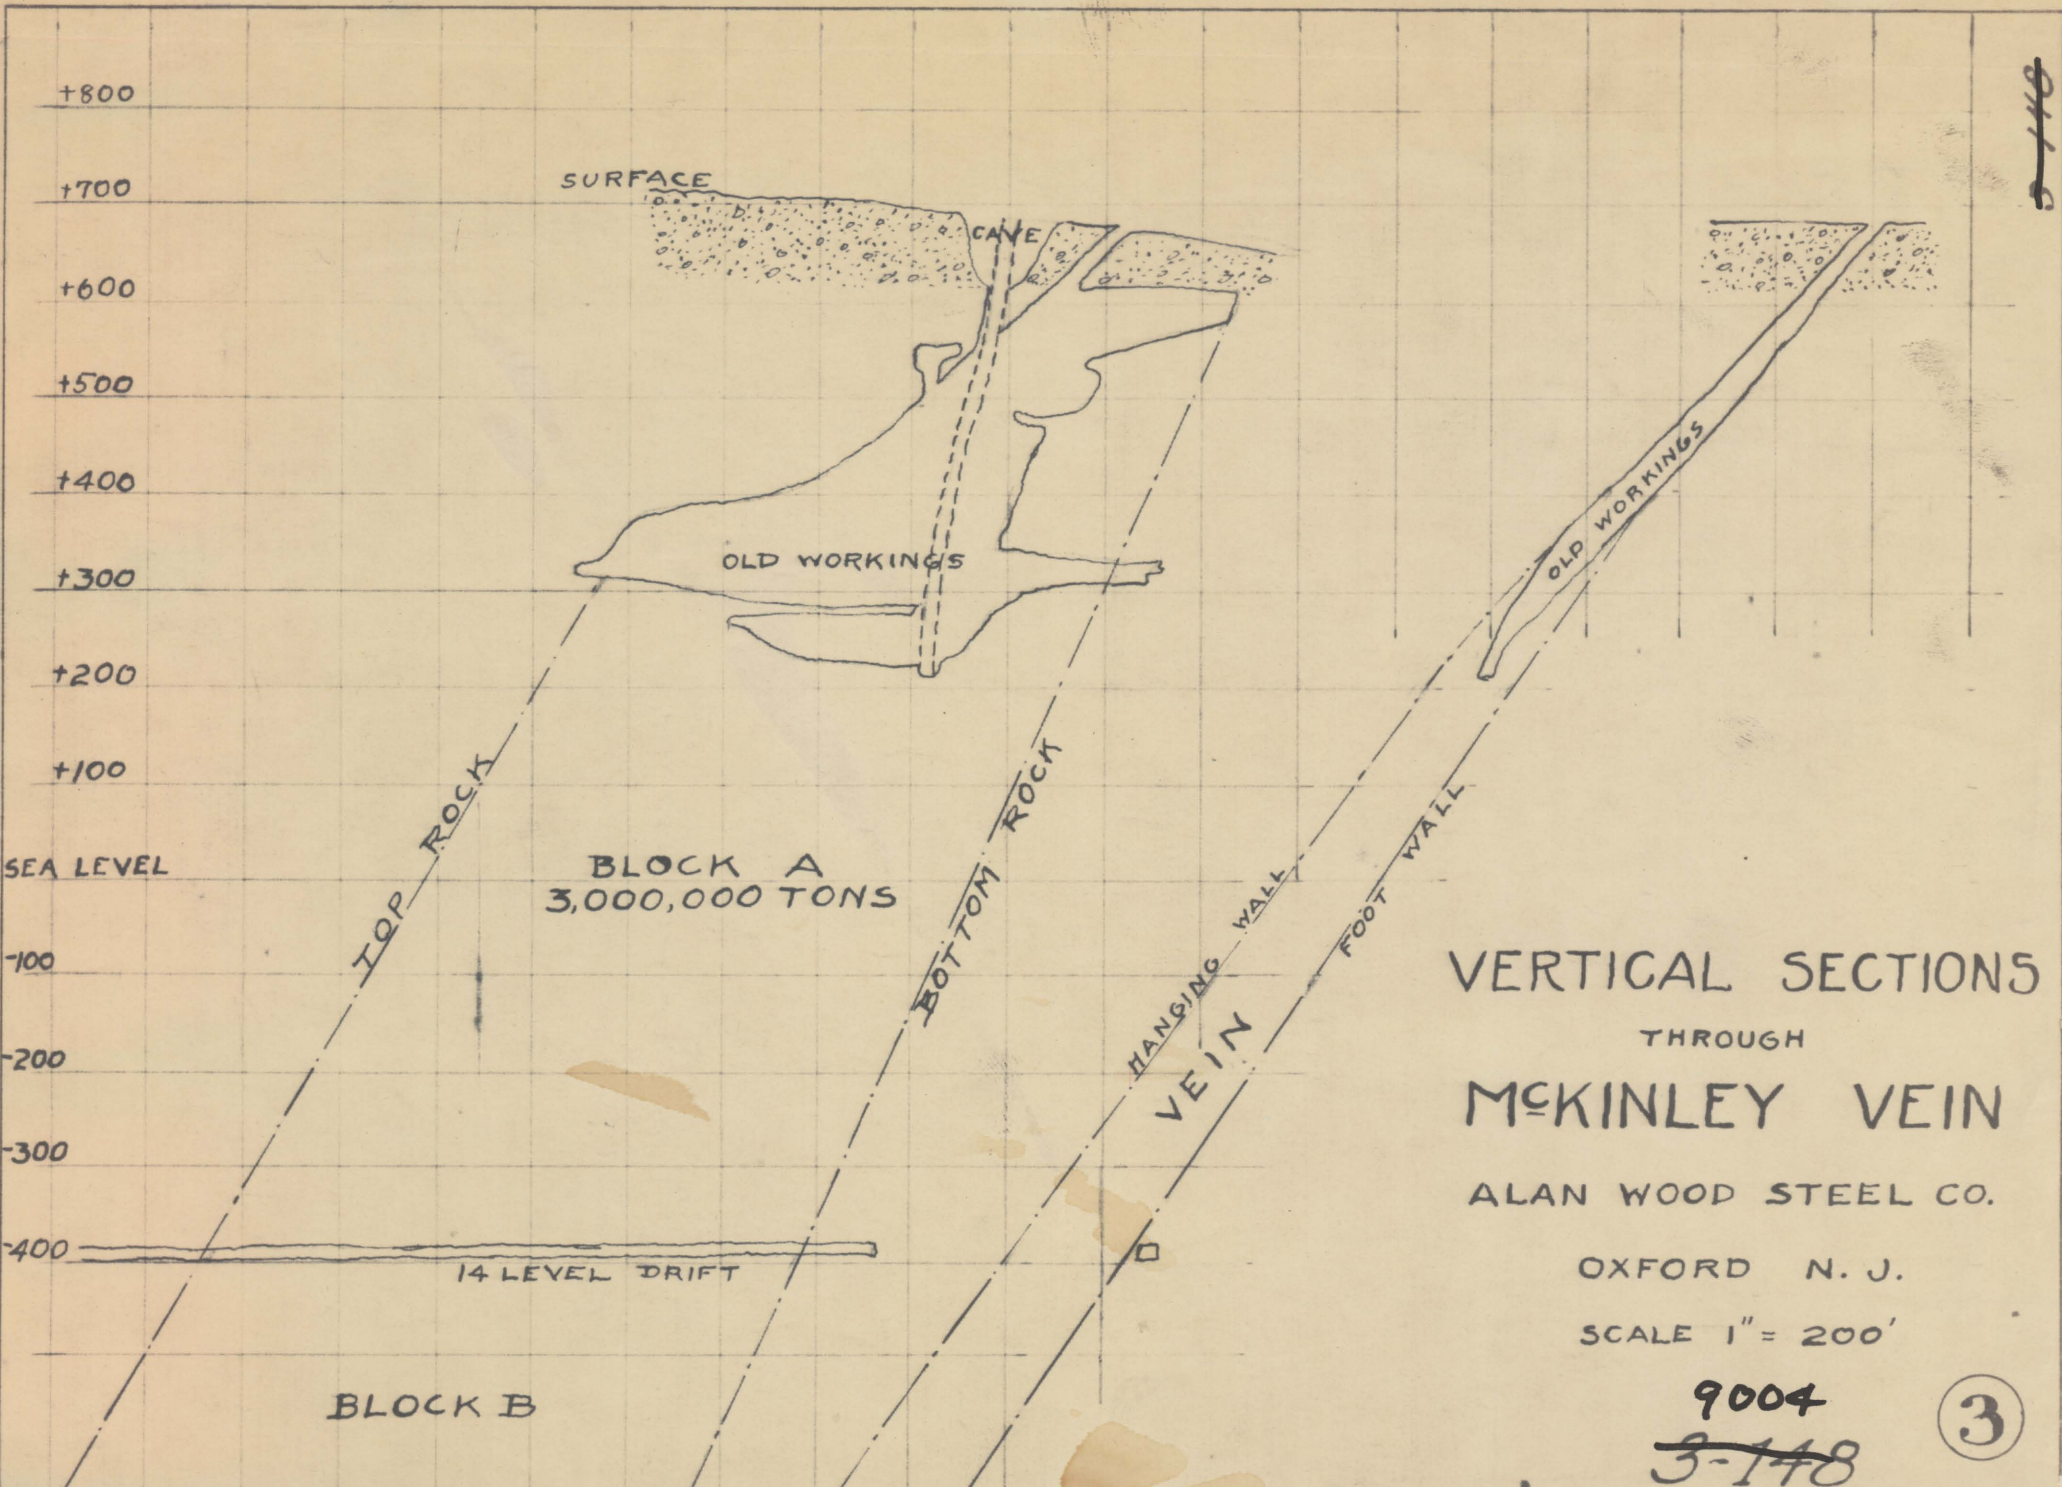 +800
+700
+600
+500
+400
+300
+200
+100
SEA LEVEL
-100
-200
-300
-400
SURFACE
CAVE
OLD WORKINGS
TOP ROCK
BOTTOM ROCK
BLOCK A
3,000,000 TONS
14 LEVEL DRIFT
BLOCK B
OLD WORKINGS
HANGING WALL
VEIN
FOOT WALL
VERTICAL SECTIONS
THROUGH
McKINLEY VEIN
ALAN WOOD STEEL CO.
OXFORD N. J.
SCALE 1" = 200'
9004
3-148
3